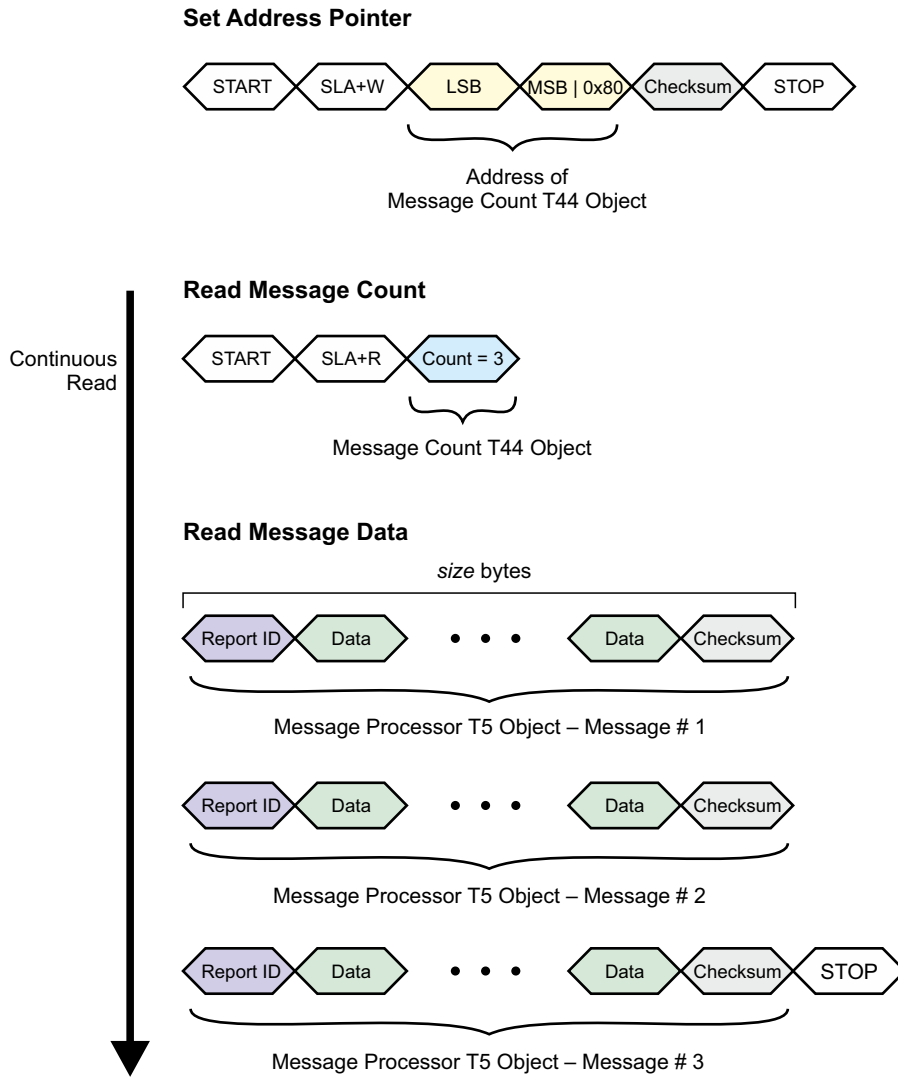 Set Address Pointer
START SLA+W LSB MSB | 0x80 Checksum STOP
Address of
Message Count T44 Object
Read Message Count
Continuous
Read
START SLA+R Count = 3
Message Count T44 Object
Read Message Data
size bytes
Report ID Data • • • Data Checksum
Message Processor T5 Object – Message # 1
Report ID Data • • • Data Checksum
Message Processor T5 Object – Message # 2
Report ID Data • • • Data Checksum STOP
Message Processor T5 Object – Message # 3